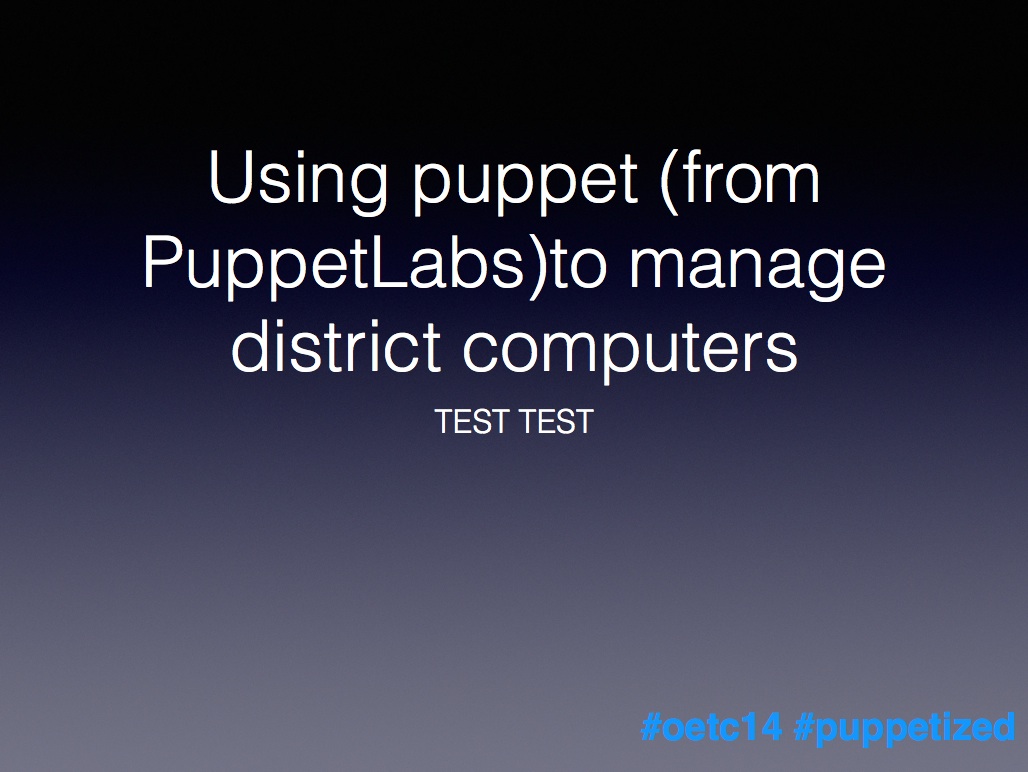 Using puppet (from
PuppetLabs)to manage
district computers
TEST TEST
#oetc14 #puppetized